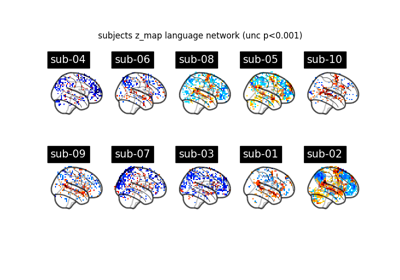 subjects z_map language network (unc p<0.001)
sub-04 sub-06 sub-08 sub-05 sub-10
sub-09 sub-07 sub-03 sub-01 sub-02